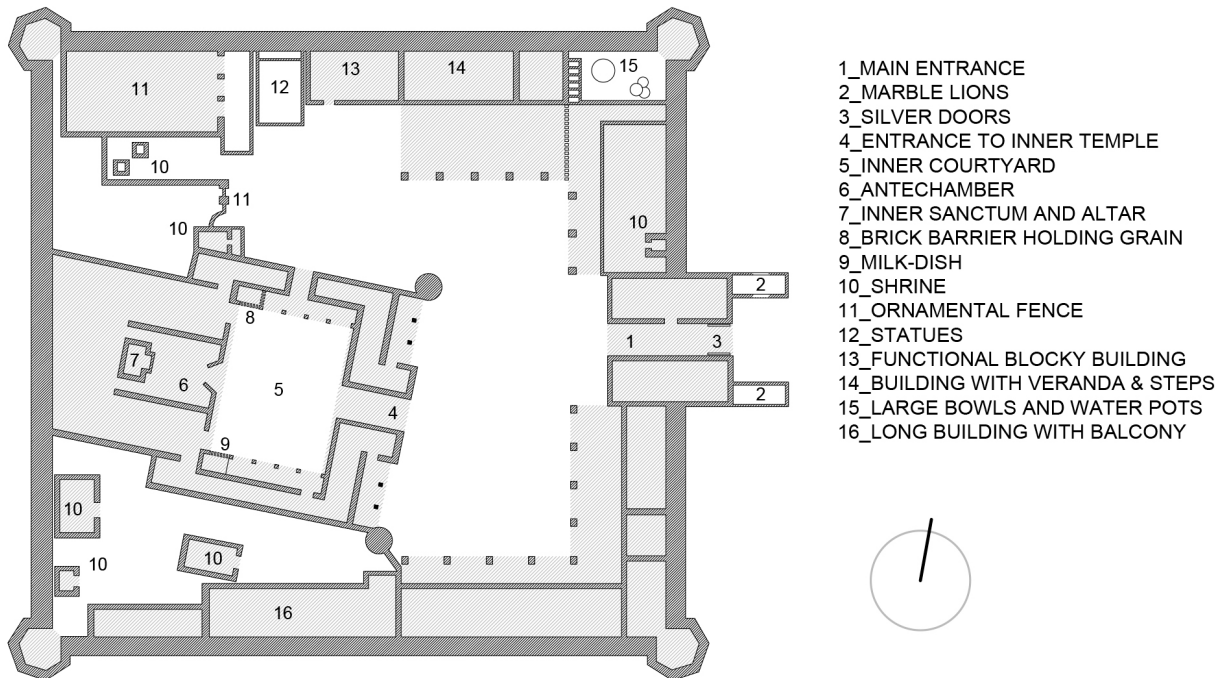 11
12
13
14
15
10
11
10
10
2
8
1
3
7
6
5
4
2
9
10
10
10
16
1_MAIN ENTRANCE
2_MARBLE LIONS
3_SILVER DOORS
4_ENTRANCE TO INNER TEMPLE
5_INNER COURTYARD
6_ANTECHAMBER
7_INNER SANCTUM AND ALTAR
8_BRICK BARRIER HOLDING GRAIN
9_MILK-DISH
10_SHRINE
11_ORNAMENTAL FENCE
12_STATUES
13_FUNCTIONAL BLOCKY BUILDING
14_BUILDING WITH VERANDA & STEPS
15_LARGE BOWLS AND WATER POTS
16_LONG BUILDING WITH BALCONY